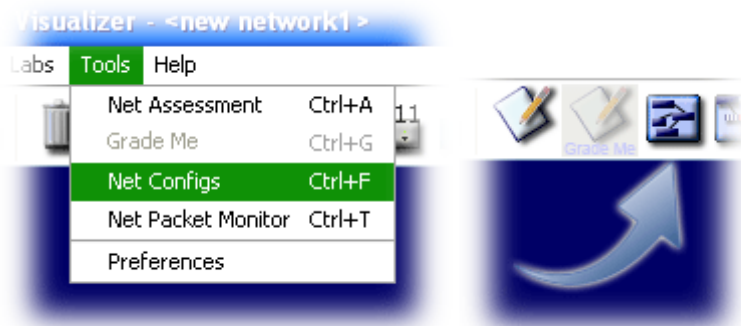 Visualizer - <new network1>
Labs Tools Help
Net Assessment Ctrl+A
Grade Me Ctrl+G
Net Configs Ctrl+F
Net Packet Monitor Ctrl+T
Preferences
11
Grade Me